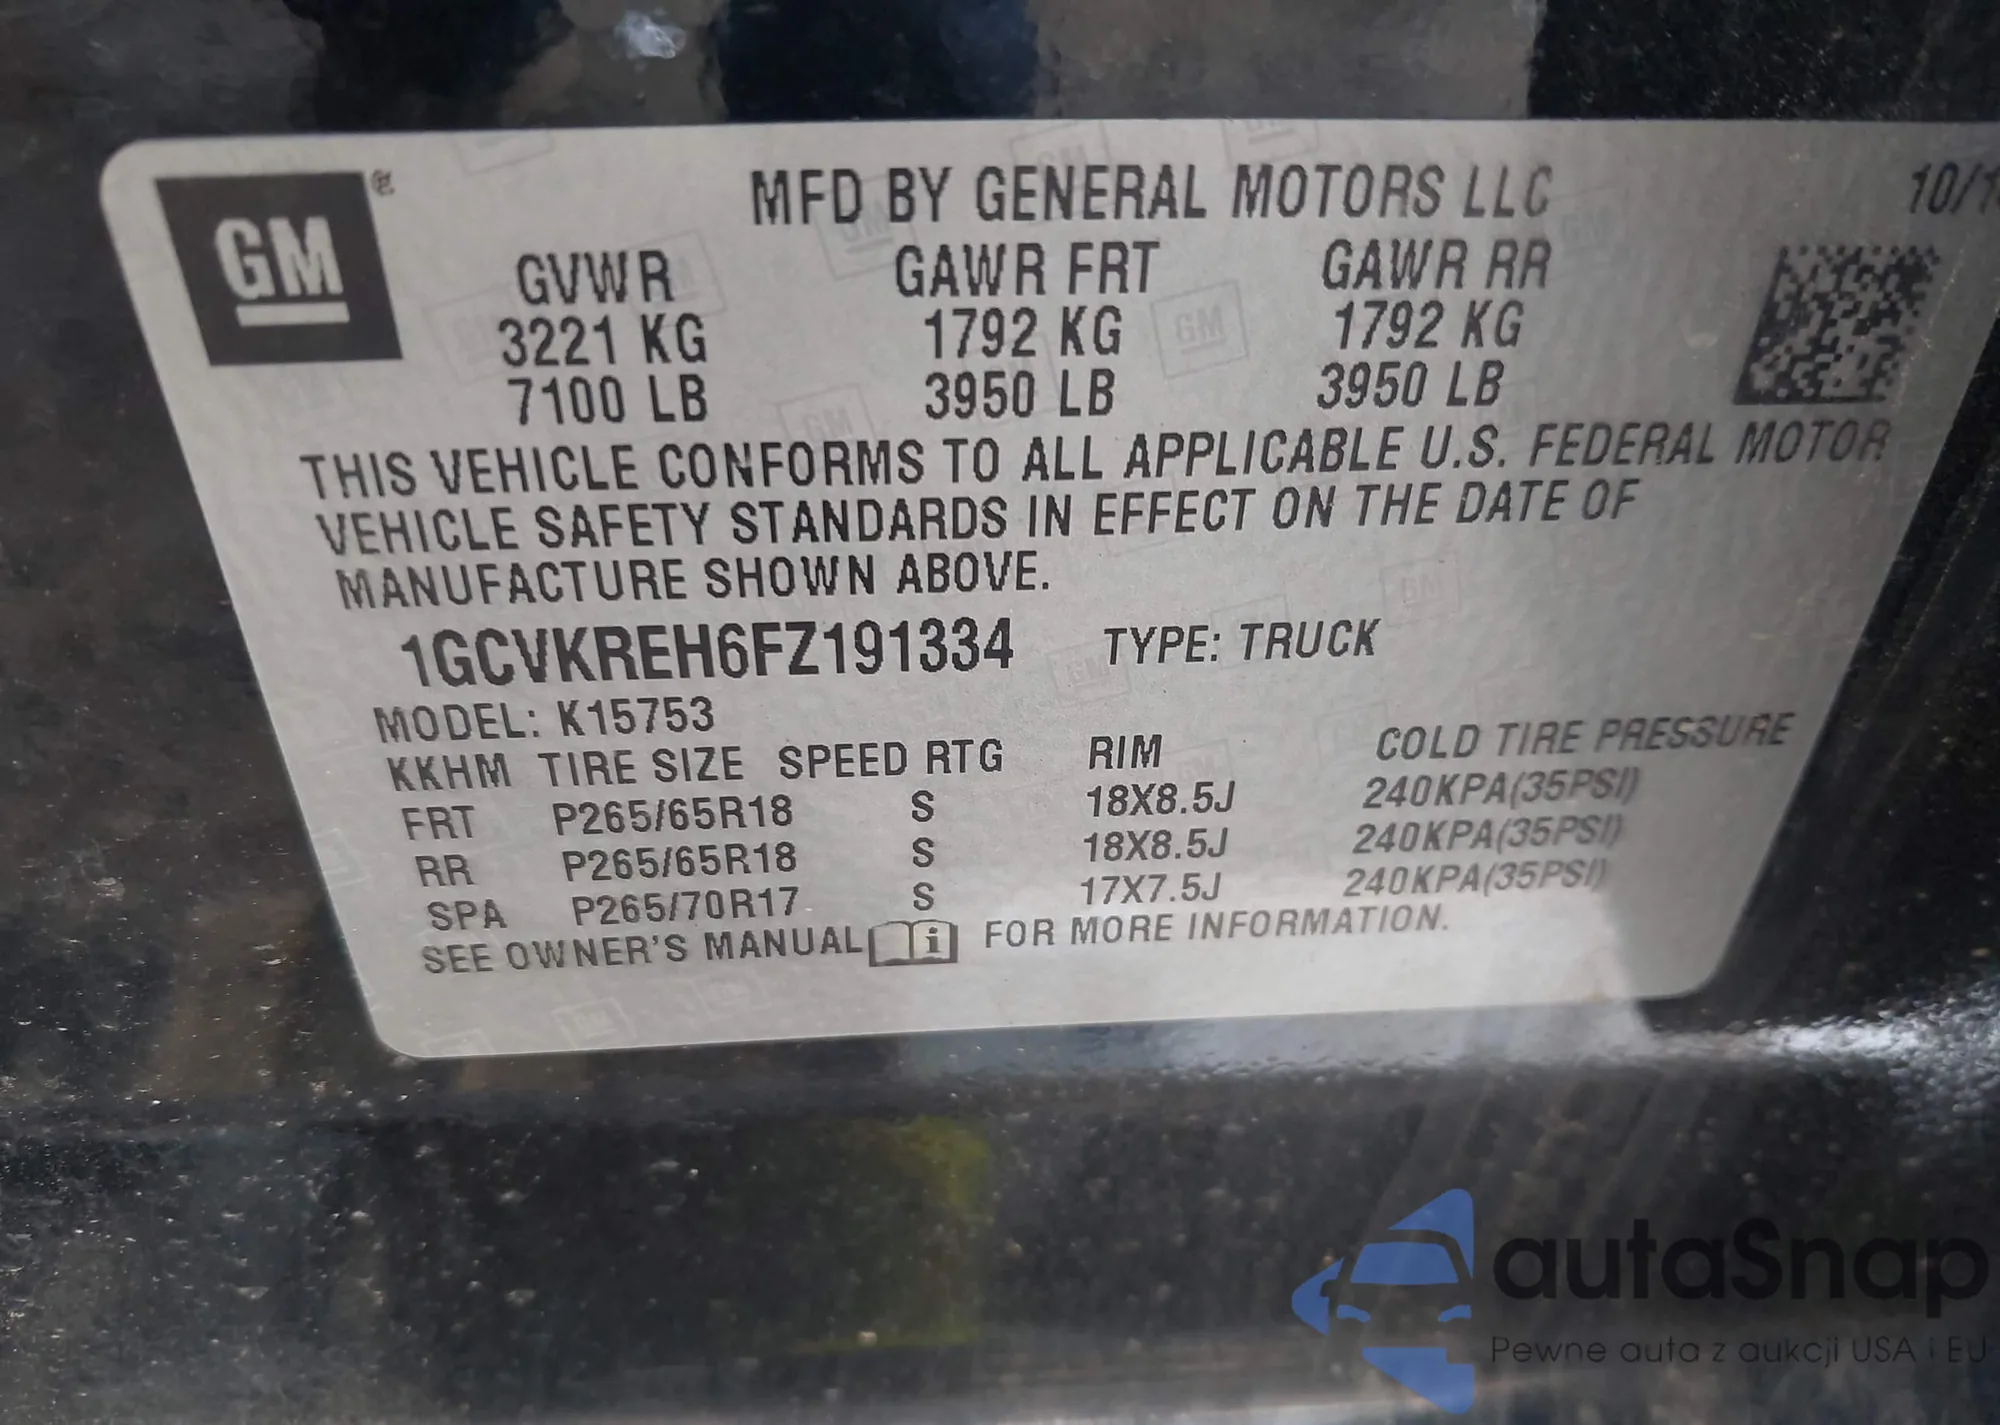 GM
MFD BY GENERAL MOTORS LLC
GVWR GAWR FRT GAWR RR
3221 KG 1792 KG 1792 KG
7100 LB 3950 LB 3950 LB
THIS VEHICLE CONFORMS TO ALL APPLICABLE U.S. FEDERAL MOTOR
VEHICLE SAFETY STANDARDS IN EFFECT ON THE DATE OF
MANUFACTURE SHOWN ABOVE.
1GCVKREH6FZ191334 TYPE: TRUCK
MODEL: K15753
KKHM TIRE SIZE SPEED RTG RIM COLD TIRE PRESSURE
FRT P265/65R18 S 18X8.5J 240KPA(35PSI)
RR P265/65R18 S 18X8.5J 240KPA(35PSI)
SPA P265/70R17 S 17X7.5J 240KPA(35PSI)
SEE OWNER'S MANUAL i FOR MORE INFORMATION.
autaSnap
Pewne auta z aukcji USA i EU